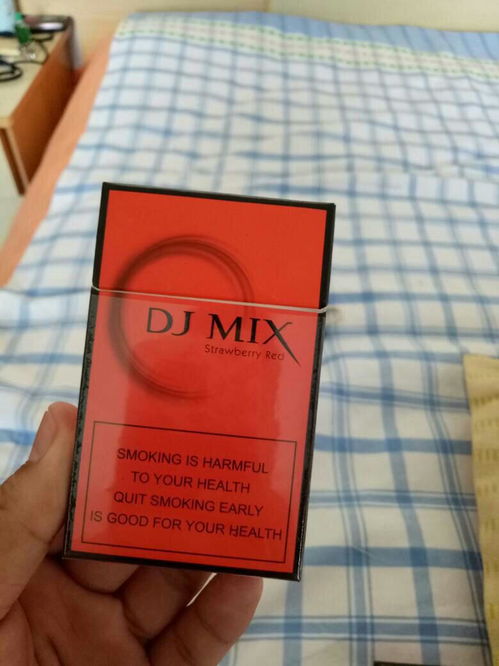 DJ MIX
Strawberry Red
SMOKING IS HARMFUL
TO YOUR HEALTH
QUIT SMOKING EARLY
IS GOOD FOR YOUR HEALTH